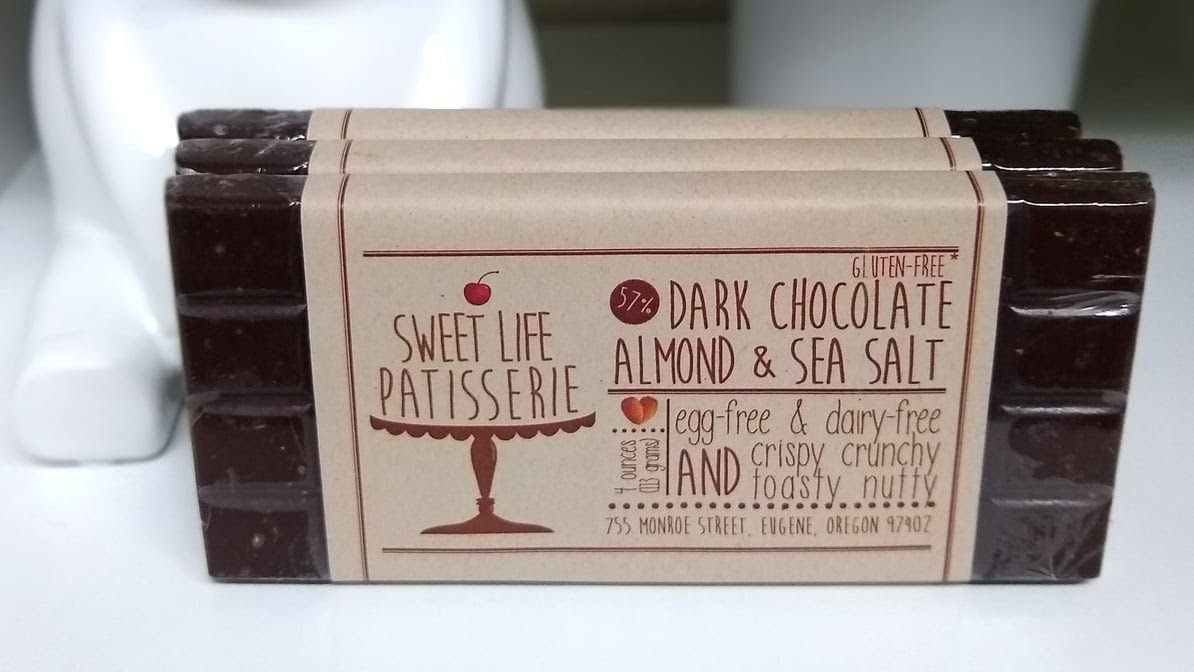 SWEET LIFE
PATISSERIE
GLUTEN-FREE*
57% DARK CHOCOLATE
ALMOND & SEA SALT
4 ounces
(113 grams)
egg-free & dairy-free
AND crispy crunchy
toasty nutty
755 MONROE STREET, EUGENE, OREGON 97402